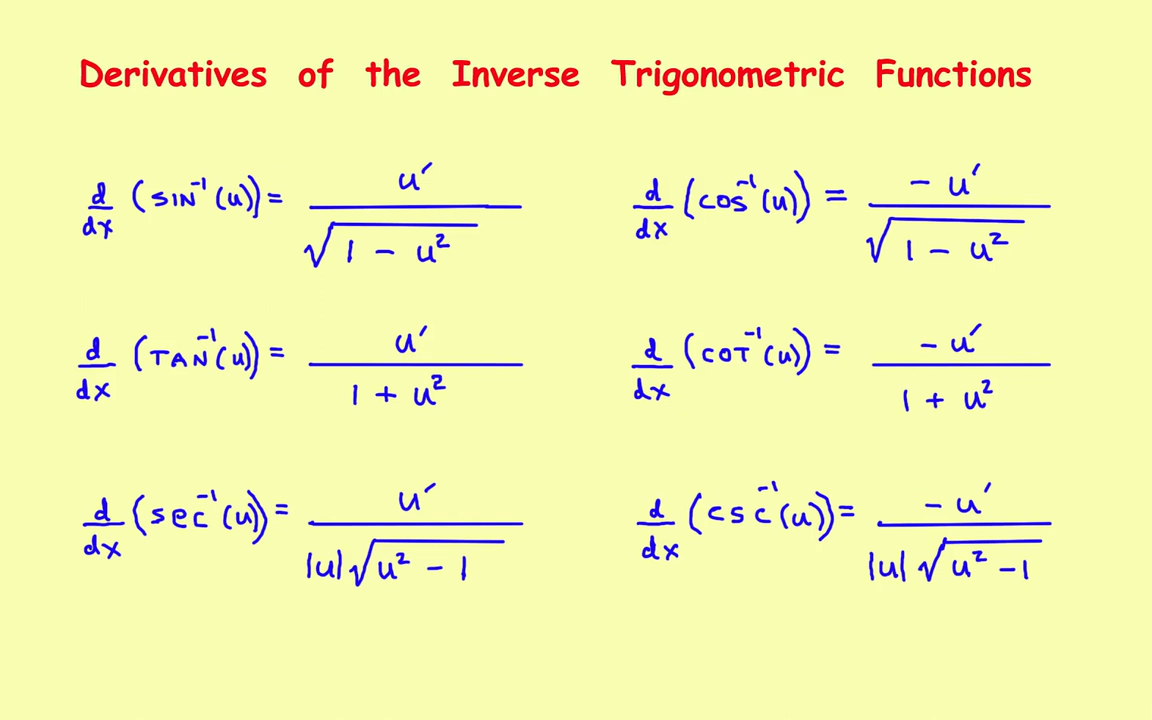 Derivatives of the Inverse Trigonometric Functions
d/dx (sin⁻¹(u)) = u′ / √(1 − u²)
d/dx (cos⁻¹(u)) = −u′ / √(1 − u²)
d/dx (TAN⁻¹(u)) = u′ / (1 + u²)
d/dx (COT⁻¹(u)) = −u′ / (1 + u²)
d/dx (sec⁻¹(u)) = u′ / (|u|√(u² − 1))
d/dx (csc⁻¹(u)) = −u′ / (|u|√(u² − 1))